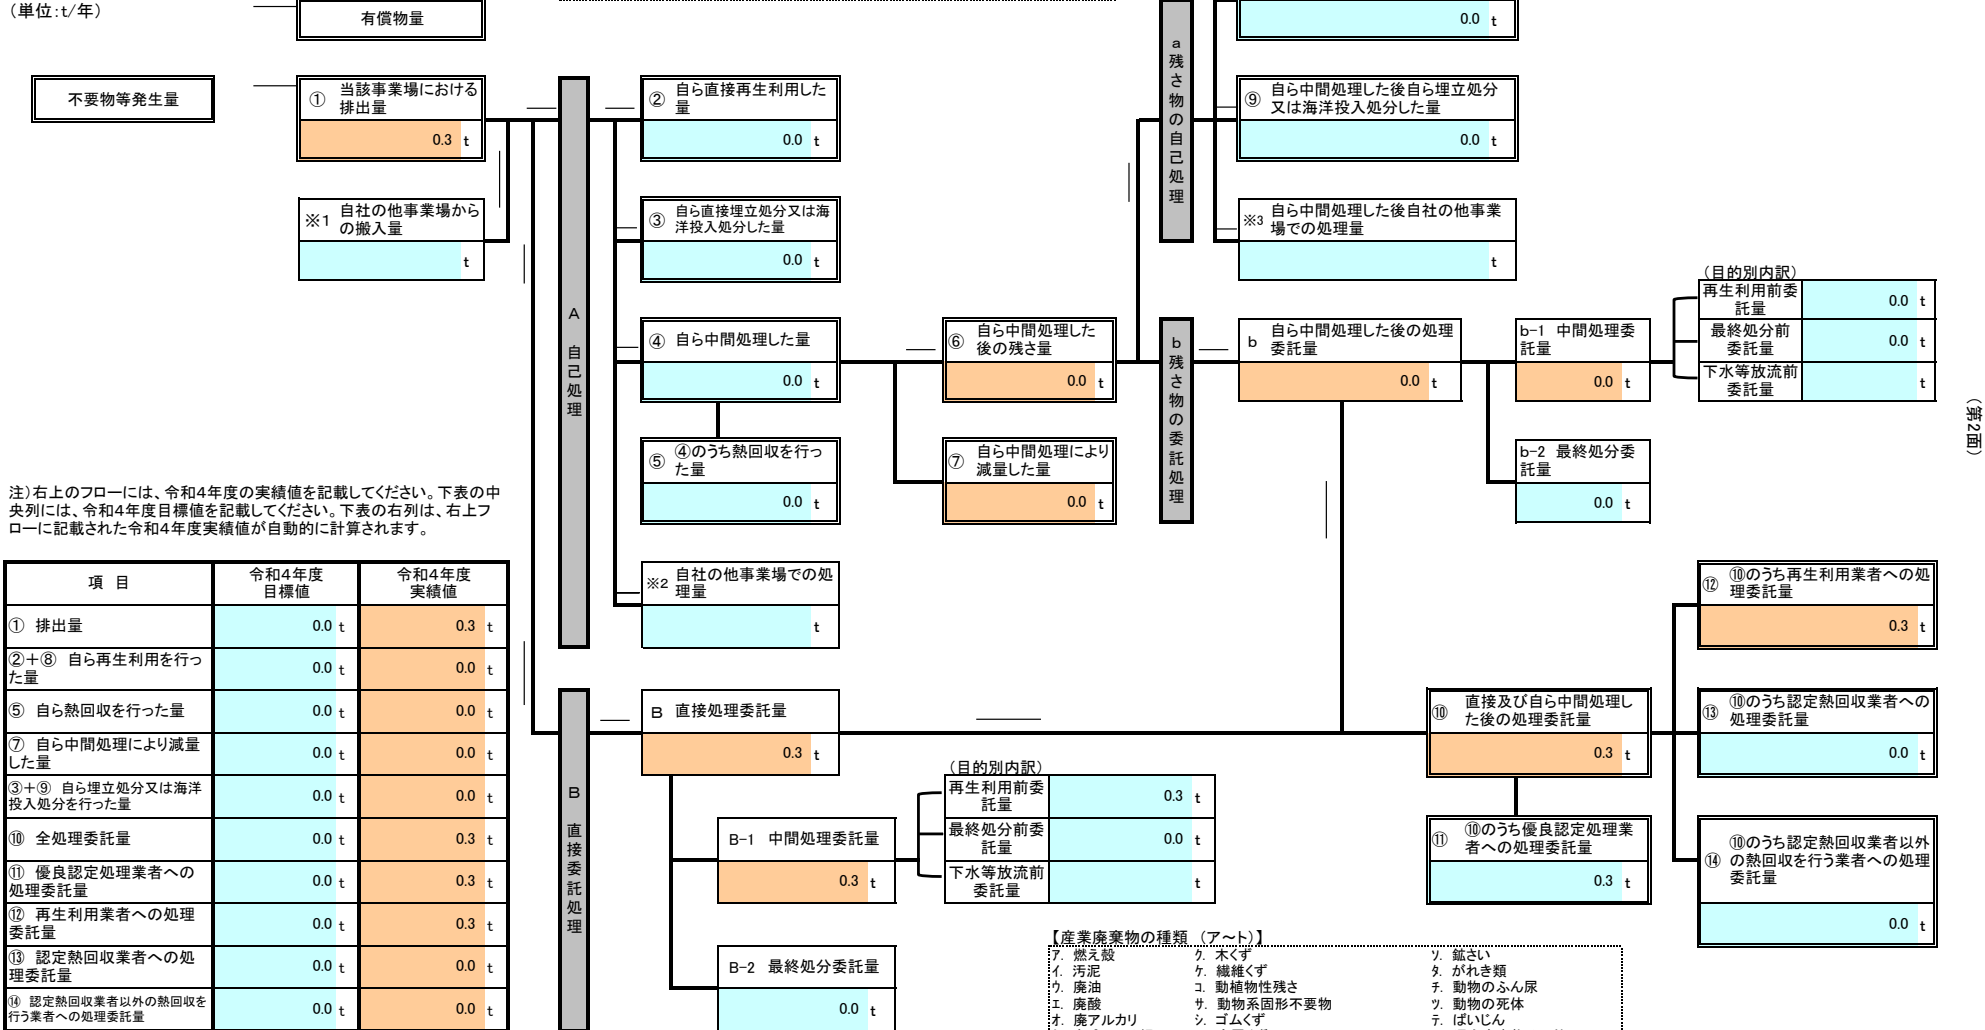 （単位:t/年）
有償物量
0.0 t
不要物等発生量
① 当該事業場における
排出量
0.3 t
※1 自社の他事業場から
の搬入量
t
A
自己処理
② 自ら直接再生利用した
量
0.0 t
③ 自ら直接埋立処分又は海
洋投入処分した量
0.0 t
④ 自ら中間処理した量
0.0 t
⑤ ④のうち熱回収を行っ
た量
0.0 t
※2 自社の他事業場での処
理量
t
⑥ 自ら中間処理した
後の残さ量
0.0 t
⑦ 自ら中間処理により
減量した量
0.0 t
a
残さ物の自己処理
⑨ 自ら中間処理した後自ら埋立処分
又は海洋投入処分した量
0.0 t
※3 自ら中間処理した後自社の他事業
場での処理量
t
b
残さ物の委託処理
b 自ら中間処理した後の処理
委託量
0.0 t
b-1 中間処理委
託量
0.0 t
b-2 最終処分委
託量
0.0 t
（目的別内訳）
再生利用前委
託量
0.0 t
最終処分前
委託量
0.0 t
下水等放流前
委託量
t
（第2面）
注）右上のフローには、令和4年度の実績値を記載してください。下表の中
央列には、令和4年度目標値を記載してください。下表の右列は、右上フ
ローに記載された令和4年度実績値が自動的に計算されます。
項 目 令和4年度
目標値 令和4年度
実績値
① 排出量 0.0 t 0.3 t
②＋⑧ 自ら再生利用を行っ
た量 0.0 t 0.0 t
⑤ 自ら熱回収を行った量 0.0 t 0.0 t
⑦ 自ら中間処理により減量
した量 0.0 t 0.0 t
③＋⑨ 自ら埋立処分又は海洋
投入処分を行った量 0.0 t 0.0 t
⑩ 全処理委託量 0.0 t 0.3 t
⑪ 優良認定処理業者への
処理委託量 0.0 t 0.3 t
⑫ 再生利用業者への処理
委託量 0.0 t 0.3 t
⑬ 認定熱回収業者への処
理委託量 0.0 t 0.0 t
⑭ 認定熱回収業者以外の熱回収を
行う業者への処理委託量 0.0 t 0.0 t
B
直接委託処理
B 直接処理委託量
0.3 t
B-1 中間処理委託量
0.3 t
B-2 最終処分委託量
0.0 t
（目的別内訳）
再生利用前委
託量
0.3 t
最終処分前委
託量
0.0 t
下水等放流前
委託量
t
⑩ 直接及び自ら中間処理し
た後の処理委託量
0.3 t
⑪ ⑩のうち優良認定処理業
者への処理委託量
0.3 t
⑫ ⑩のうち再生利用業者への処
理委託量
0.3 t
⑬ ⑩のうち認定熱回収業者への
処理委託量
0.0 t
⑭ ⑩のうち認定熱回収業者以外
の熱回収を行う業者への処理
委託量
0.0 t
【産業廃棄物の種類 （ア～ト）】
ア. 燃え殻 ク. 木くず ソ. 鉱さい
イ. 汚泥 ケ. 繊維くず タ. がれき類
ウ. 廃油 コ. 動植物性残さ チ. 動物のふん尿
エ. 廃酸 サ. 動物系固形不要物 ツ. 動物の死体
オ. 廃アルカリ シ. ゴムくず テ. ばいじん